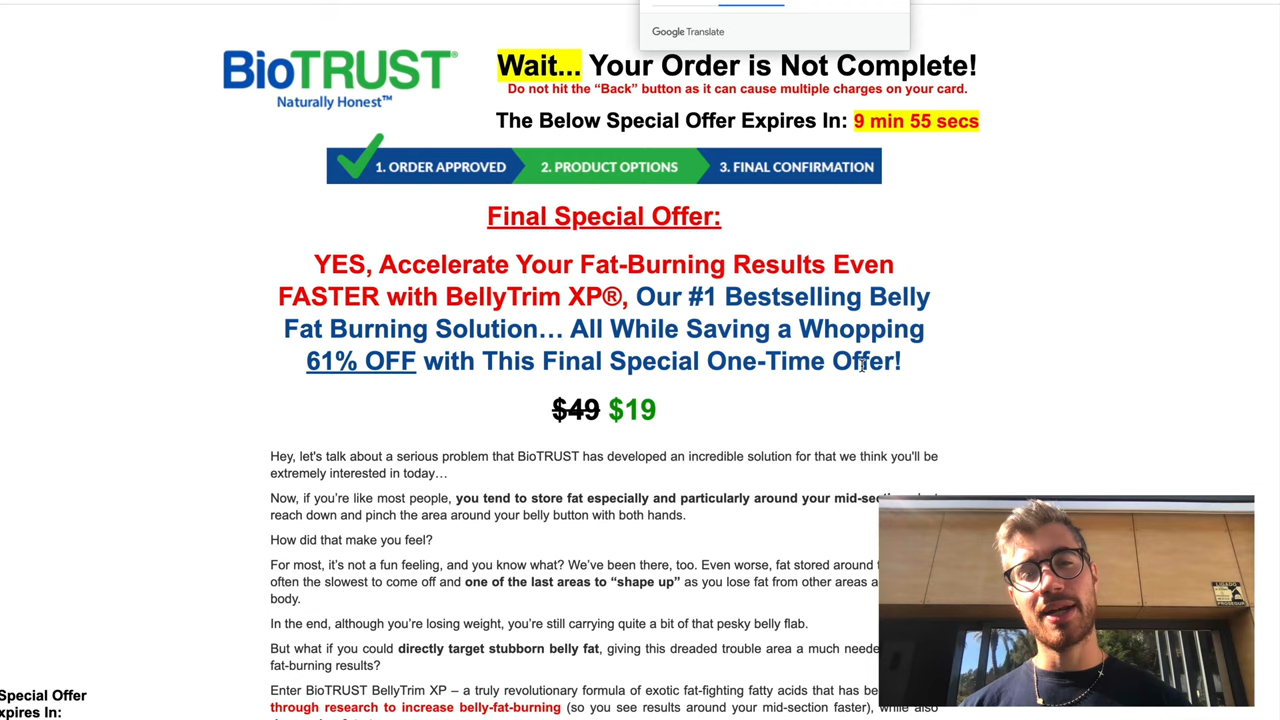 Google Translate
BioTRUST®
Naturally Honest™
Wait... Your Order is Not Complete!
Do not hit the “Back” button as it can cause multiple charges on your card.
The Below Special Offer Expires In: 9 min 55 secs
1. ORDER APPROVED
2. PRODUCT OPTIONS
3. FINAL CONFIRMATION
Final Special Offer:
YES, Accelerate Your Fat-Burning Results Even
FASTER with BellyTrim XP®, Our #1 Bestselling Belly
Fat Burning Solution… All While Saving a Whopping
61% OFF with This Final Special One-Time Offer!
$49 $19
Hey, let's talk about a serious problem that BioTRUST has developed an incredible solution for that we think you'll be
extremely interested in today…
Now, if you’re like most people, you tend to store fat especially and particularly around your
reach down and pinch the area around your belly button with both hands.
How did that make you feel?
For most, it’s not a fun feeling, and you know what? We’ve been there, too. Even worse, fat stored around
often the slowest to come off and one of the last areas to “shape up” as you lose fat from other areas
body.
In the end, although you’re losing weight, you’re still carrying quite a bit of that pesky belly flab.
But what if you could directly target stubborn belly fat, giving this dreaded trouble area a much
fat-burning results?
Enter BioTRUST BellyTrim XP – a truly revolutionary formula of exotic fat-fighting fatty acids that has
through research to increase belly-fat-burning (so you see results around your mid-section faster), while also
Special Offer
xpires In:
LIGADO
PROSEGUR